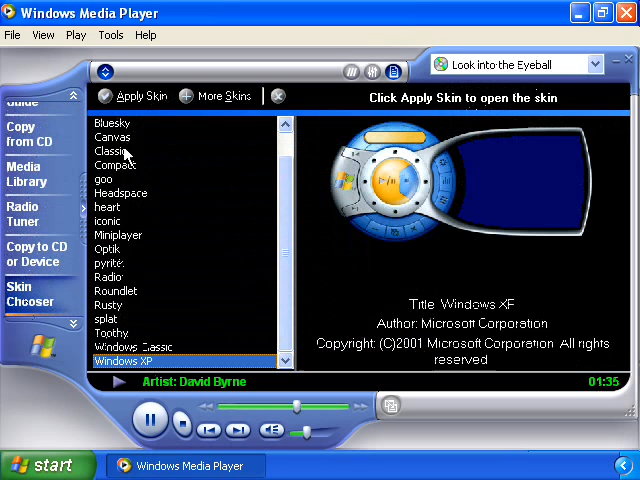 Windows Media Player
File View Play Tools Help
Look into the Eyeball
Guide
Copy
from CD
Media
Library
Radio
Tuner
Copy to CD
or Device
Skin
Chooser
Apply Skin More Skins
Click Apply Skin to open the skin
Bluesky
Canvas
Classic
Compact
goo
Headspace
heart
iconic
Miniplayer
Optik
pyrite
Radio
Roundlet
Rusty
splat
Toothy
Windows Classic
Windows XP
Title: Windows XP
Author: Microsoft Corporation
Copyright: (C)2001 Microsoft Corporation. All rights
reserved
Artist: David Byrne 01:35
start Windows Media Player